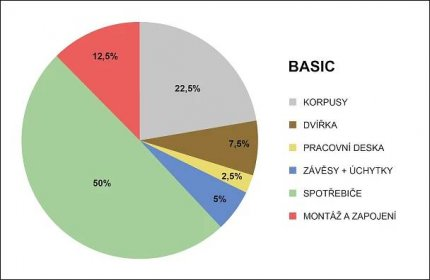 12,5%
22,5%
7,5%
2,5%
5%
50%
BASIC
KORPUSY
DVÍŘKA
PRACOVNÍ DESKA
ZÁVĚSY + ÚCHYTKY
SPOTŘEBIČE
MONTÁŽ A ZAPOJENÍ